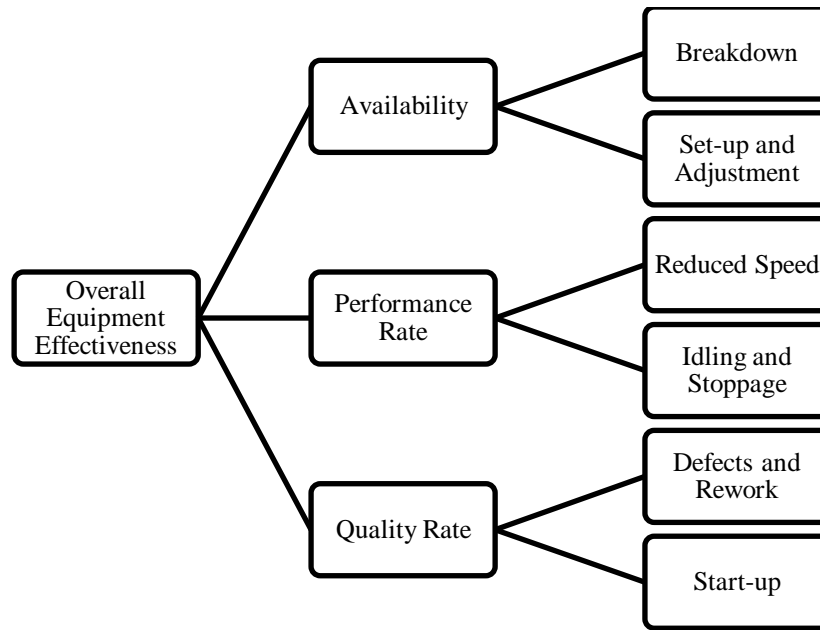 Overall
Equipment
Effectiveness
Availability
Breakdown
Set-up and
Adjustment
Performance
Rate
Reduced Speed
Idling and
Stoppage
Quality Rate
Defects and
Rework
Start-up